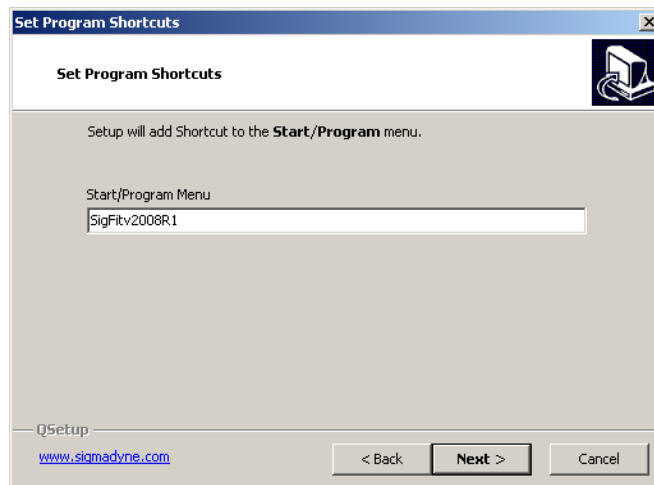 Set Program Shortcuts
Set Program Shortcuts
Setup will add Shortcut to the Start/Program menu.
Start/Program Menu
SigFitv2008R1
QSetup
www.sigmadyne.com
< Back
Next >
Cancel